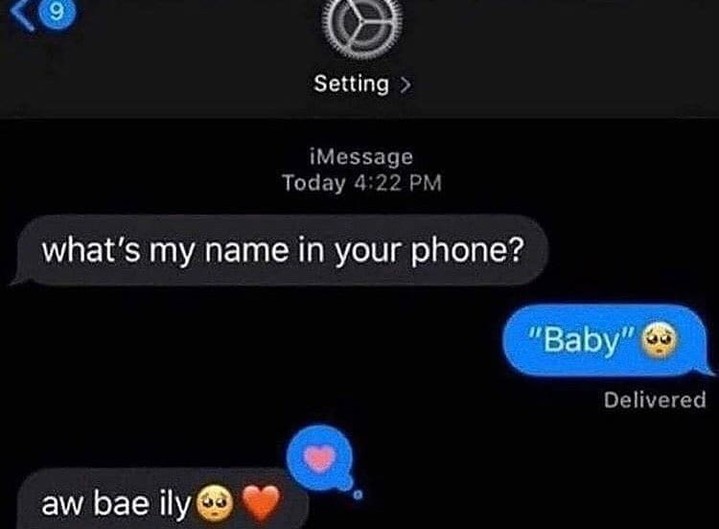 9
Setting >
iMessage
Today 4:22 PM
what's my name in your phone?
"Baby" 🥺
Delivered
aw bae ily🥺❤️